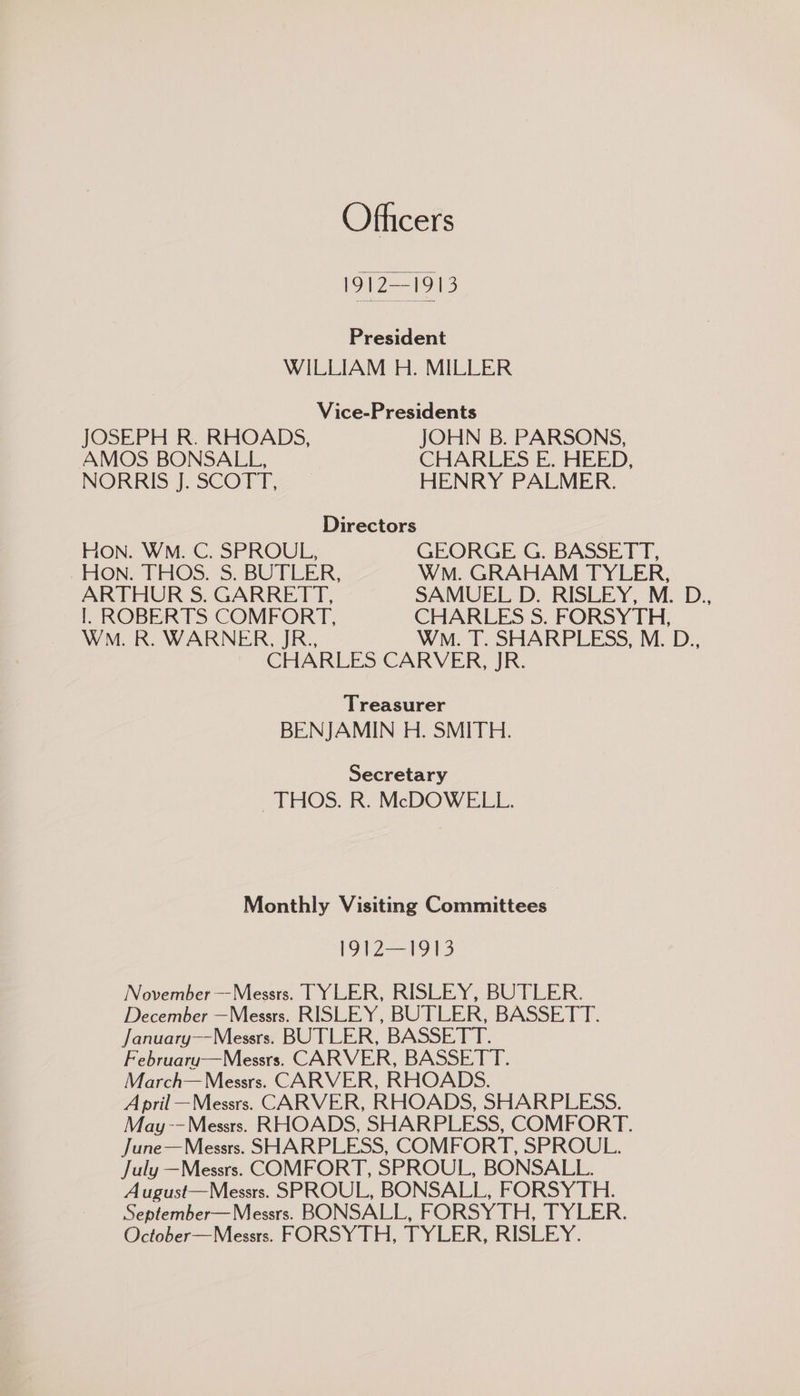 Officers
1912—1913
President
WILLIAM H. MILLER
Vice-Presidents
JOSEPH R. RHOADS, JOHN B. PARSONS,
AMOS BONSALL, CHARLES E. HEED,
NORRIS J. SCOTT, HENRY PALMER.
Directors
HON. WM. C. SPROUL, GEORGE G. BASSETT,
HON. THOS. S. BUTLER, WM. GRAHAM TYLER,
ARTHUR S. GARRETT, SAMUEL D. RISLEY, M. D.,
I. ROBERTS COMFORT, CHARLES S. FORSYTH,
WM. R. WARNER, JR., WM. T. SHARPLESS, M. D.,
CHARLES CARVER, JR.
Treasurer
BENJAMIN H. SMITH.
Secretary
THOS. R. McDOWELL.
Monthly Visiting Committees
1912—1913
November—Messrs. TYLER, RISLEY, BUTLER.
December—Messrs. RISLEY, BUTLER, BASSETT.
January—Messrs. BUTLER, BASSETT.
February—Messrs. CARVER, BASSETT.
March—Messrs. CARVER, RHOADS.
April—Messrs. CARVER, RHOADS, SHARPLESS.
May—Messrs. RHOADS, SHARPLESS, COMFORT.
June—Messrs. SHARPLESS, COMFORT, SPROUL.
July—Messrs. COMFORT, SPROUL, BONSALL.
August—Messrs. SPROUL, BONSALL, FORSYTH.
September—Messrs. BONSALL, FORSYTH, TYLER.
October—Messrs. FORSYTH, TYLER, RISLEY.